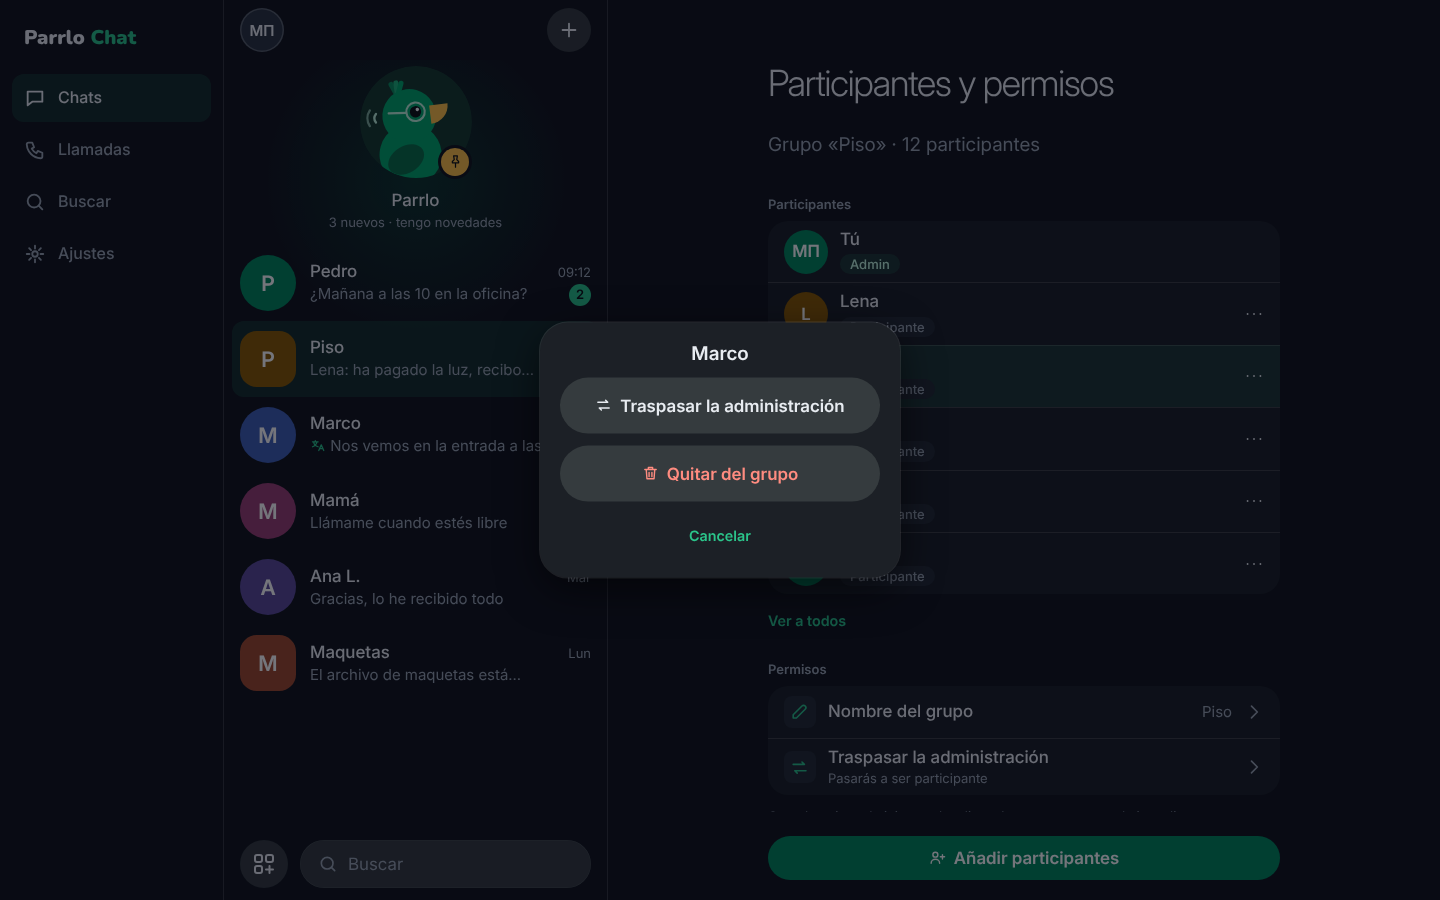 Parrlo Chat
Chats
Llamadas
Buscar
Ajustes
МП
Parrlo
3 nuevos · tengo novedades
P
Pedro
09:12
¿Mañana a las 10 en la oficina?
2
P
Piso
Lena: ha pagado la luz, recibo...
M
Marco
Nos vemos en la entrada a las
M
Mamá
Llámame cuando estés libre
A
Ana L.
Mar
Gracias, lo he recibido todo
M
Maquetas
Lun
El archivo de maquetas está...
Buscar
Participantes y permisos
Grupo «Piso» · 12 participantes
Participantes
МП
Tú
Admin
L
Lena
Participante
Ver a todos
Permisos
Nombre del grupo
Piso
Traspasar la administración
Pasarás a ser participante
Añadir participantes
Marco
Traspasar la administración
Quitar del grupo
Cancelar